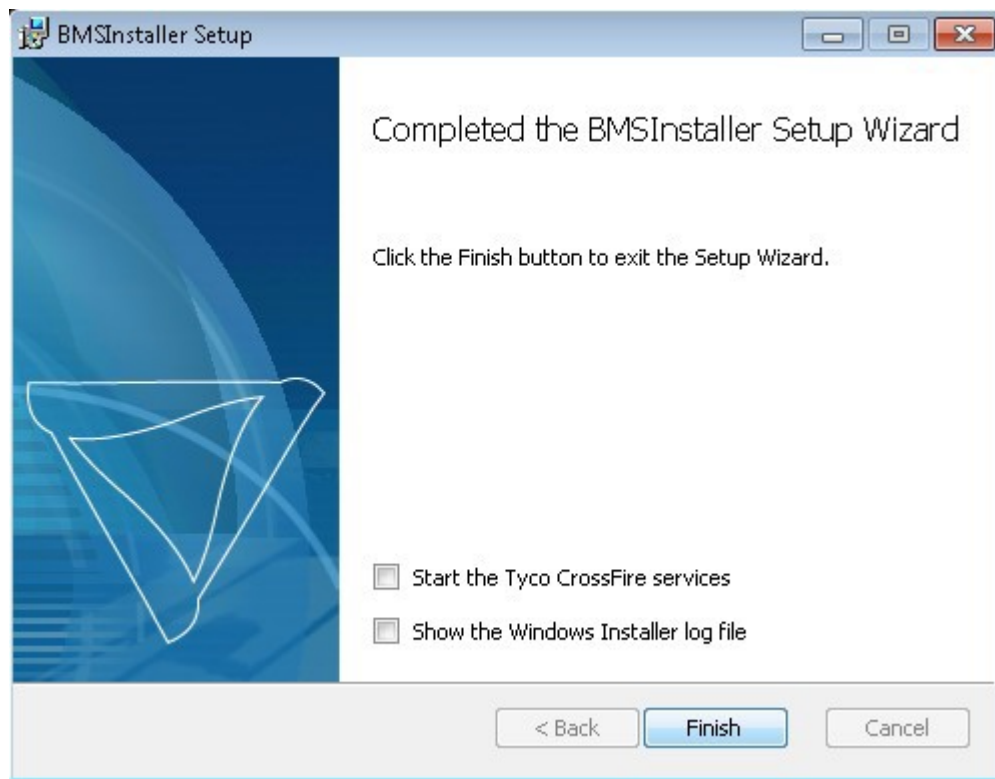 BMSInstaller Setup
Completed the BMSInstaller Setup Wizard
Click the Finish button to exit the Setup Wizard.
Start the Tyco CrossFire services
Show the Windows Installer log file
< Back Finish Cancel